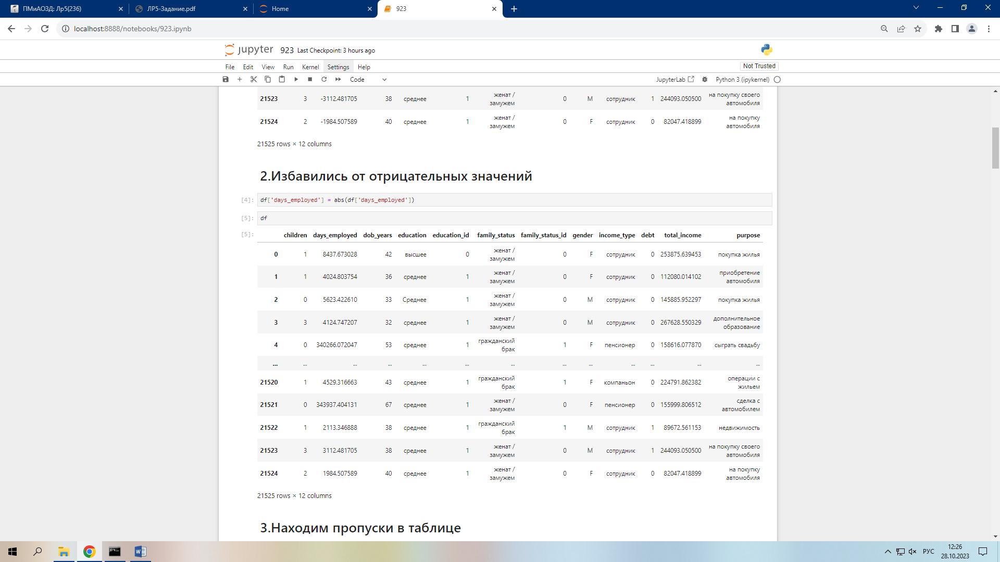 ПМиАОЗД: Лр5(236)
ЛР5-Задание.pdf
Home
923
localhost:8888/notebooks/923.ipynb
jupyter 923 Last Checkpoint: 3 hours ago
File Edit View Run Kernel Settings Help
Not Trusted
Code
JupyterLab
Python 3 (ipykernel)
21523 3 -3112.481705 38 среднее 1 женат / замужем 0 M сотрудник 1 244093.050500 на покупку своего автомобиля
21524 2 -1984.507589 40 среднее 1 женат / замужем 0 F сотрудник 0 82047.418899 на покупку автомобиля
21525 rows × 12 columns
2.Избавились от отрицательных значений
[4]: df['days_employed'] = abs(df['days_employed'])
[5]: df
[5]: children days_employed dob_years education education_id family_status family_status_id gender income_type debt total_income purpose
0 1 8437.673028 42 высшее 0 женат / замужем 0 F сотрудник 0 253875.639453 покупка жилья
1 1 4024.803754 36 среднее 1 женат / замужем 0 F сотрудник 0 112080.014102 приобретение автомобиля
2 0 5623.422610 33 Среднее 1 женат / замужем 0 M сотрудник 0 145885.952297 покупка жилья
3 3 4124.747207 32 среднее 1 женат / замужем 0 M сотрудник 0 267628.550329 дополнительное образование
4 0 340266.072047 53 среднее 1 гражданский брак 1 F пенсионер 0 158616.077870 сыграть свадьбу
... ... ... ... ... ... ... ... ... ... ... ... ...
21520 1 4529.316663 43 среднее 1 гражданский брак 1 F компаньон 0 224791.862382 операции с жильем
21521 0 343937.404131 67 среднее 1 женат / замужем 0 F пенсионер 0 155999.806512 сделка с автомобилем
21522 1 2113.346888 38 среднее 1 гражданский брак 1 M сотрудник 1 89672.561153 недвижимость
21523 3 3112.481705 38 среднее 1 женат / замужем 0 M сотрудник 1 244093.050500 на покупку своего автомобиля
21524 2 1984.507589 40 среднее 1 женат / замужем 0 F сотрудник 0 82047.418899 на покупку автомобиля
21525 rows × 12 columns
3.Находим пропуски в таблице
РУС
12:26
28.10.2023